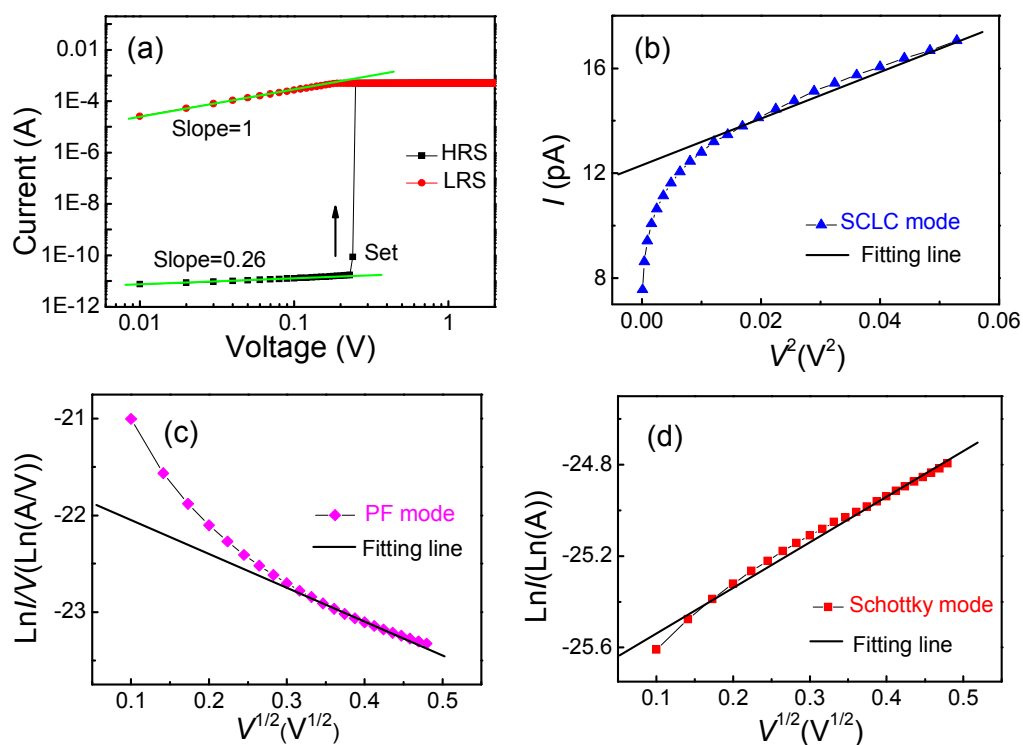 (a)
0.01
1E-4
1E-6
1E-8
1E-10
1E-12
Current (A)
Slope=1
HRS
LRS
Slope=0.26
Set
0.01
0.1
1
Voltage (V)
(b)
16
12
8
I (pA)
SCLC mode
Fitting line
0.00
0.02
0.04
0.06
V²(V²)
(c)
-21
-22
-23
LnI/V(Ln(A/V))
PF mode
Fitting line
0.1
0.2
0.3
0.4
0.5
V^1/2(V^1/2)
(d)
-24.8
-25.2
-25.6
LnI(Ln(A))
Schottky mode
Fitting line
0.1
0.2
0.3
0.4
0.5
V^1/2(V^1/2)